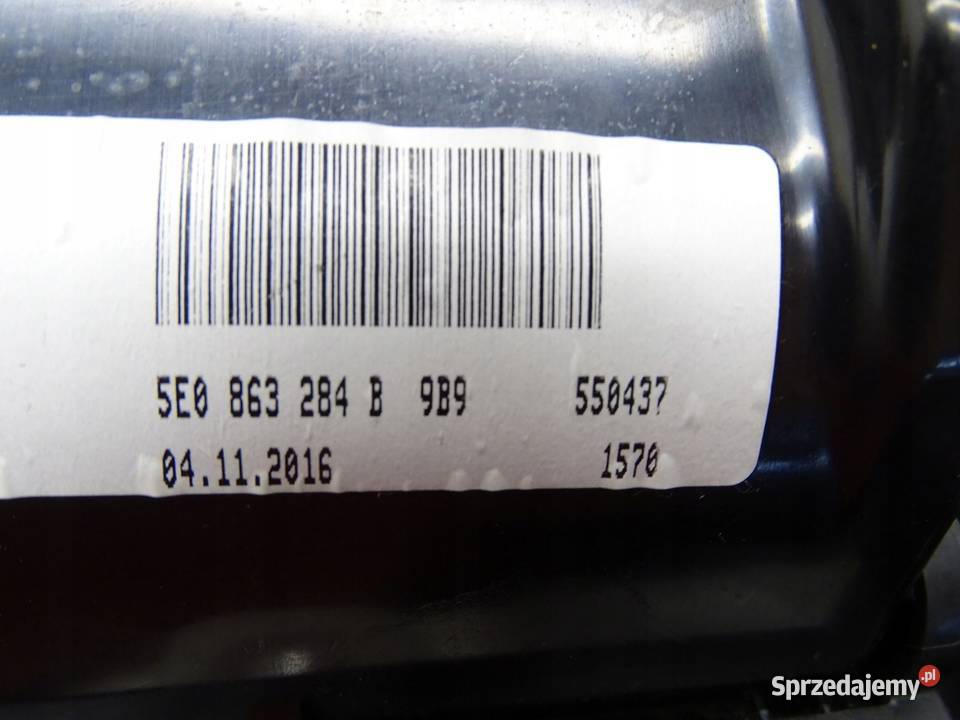 5E0 863 284 B 9B9 550437
04.11.2016 1570
Sprzedajemy.pl